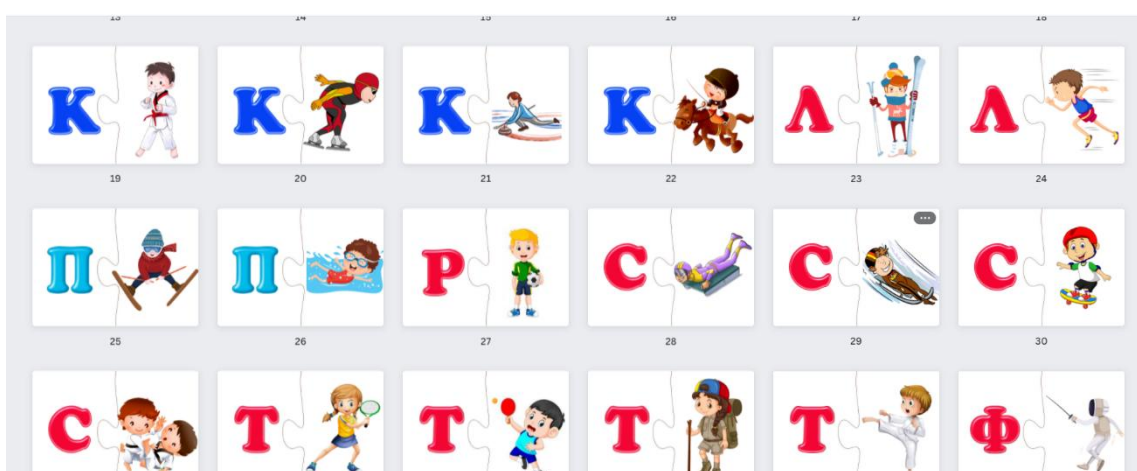 13 14 15 16 17 18
К К К К Л Л
19 20 21 22 23 24
П П Р С С С
25 26 27 28 29 30
С Т Т Т Т Ф